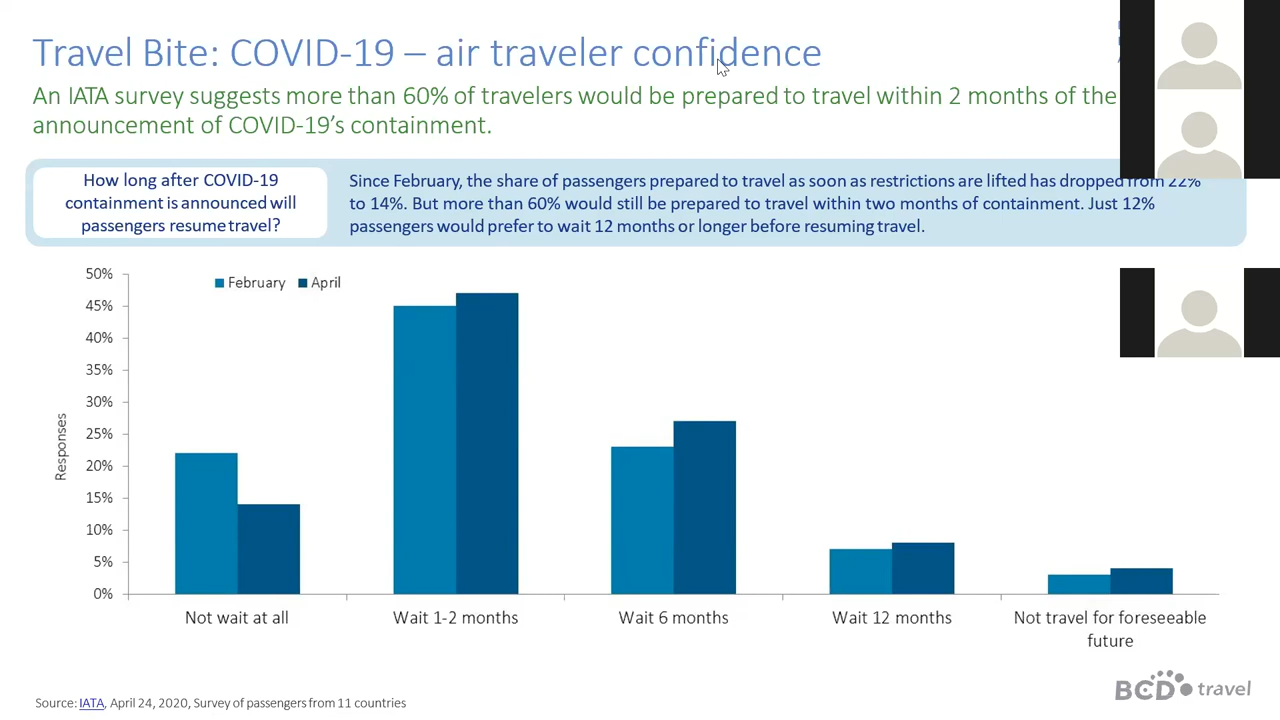 Travel Bite: COVID-19 – air traveler confidence
An IATA survey suggests more than 60% of travelers would be prepared to travel within 2 months of the
announcement of COVID-19’s containment.
How long after COVID-19
containment is announced will
passengers resume travel?
Since February, the share of passengers prepared to travel as soon as restrictions are lifted has dropped from 22%
to 14%. But more than 60% would still be prepared to travel within two months of containment. Just 12%
passengers would prefer to wait 12 months or longer before resuming travel.
February April
50%
45%
40%
35%
30%
25%
20%
15%
10%
5%
0%
Responses
Not wait at all
Wait 1-2 months
Wait 6 months
Wait 12 months
Not travel for foreseeable
future
Source: IATA, April 24, 2020, Survey of passengers from 11 countries
BCD travel